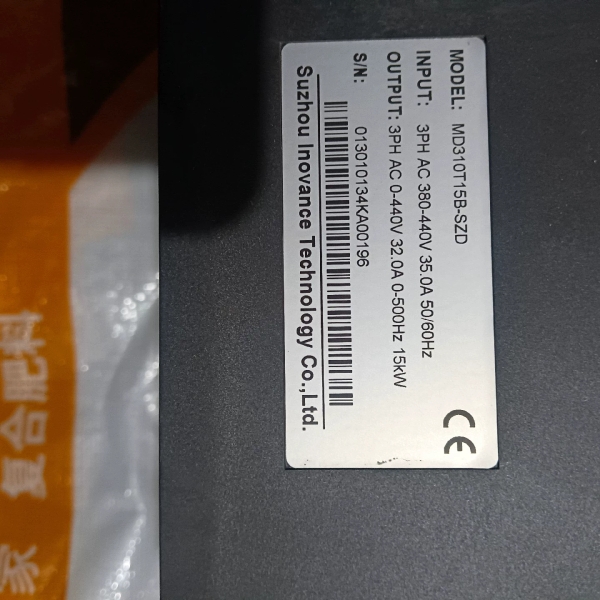 MODEL: MD310T15B-SZD
INPUT: 3PH AC 380-440V 35.0A 50/60Hz
OUTPUT: 3PH AC 0-440V 32.0A 0-500Hz 15kW
S/N: 013010134KA00196
Suzhou Inovance Technology Co.,Ltd.
CE
家 复合肥料